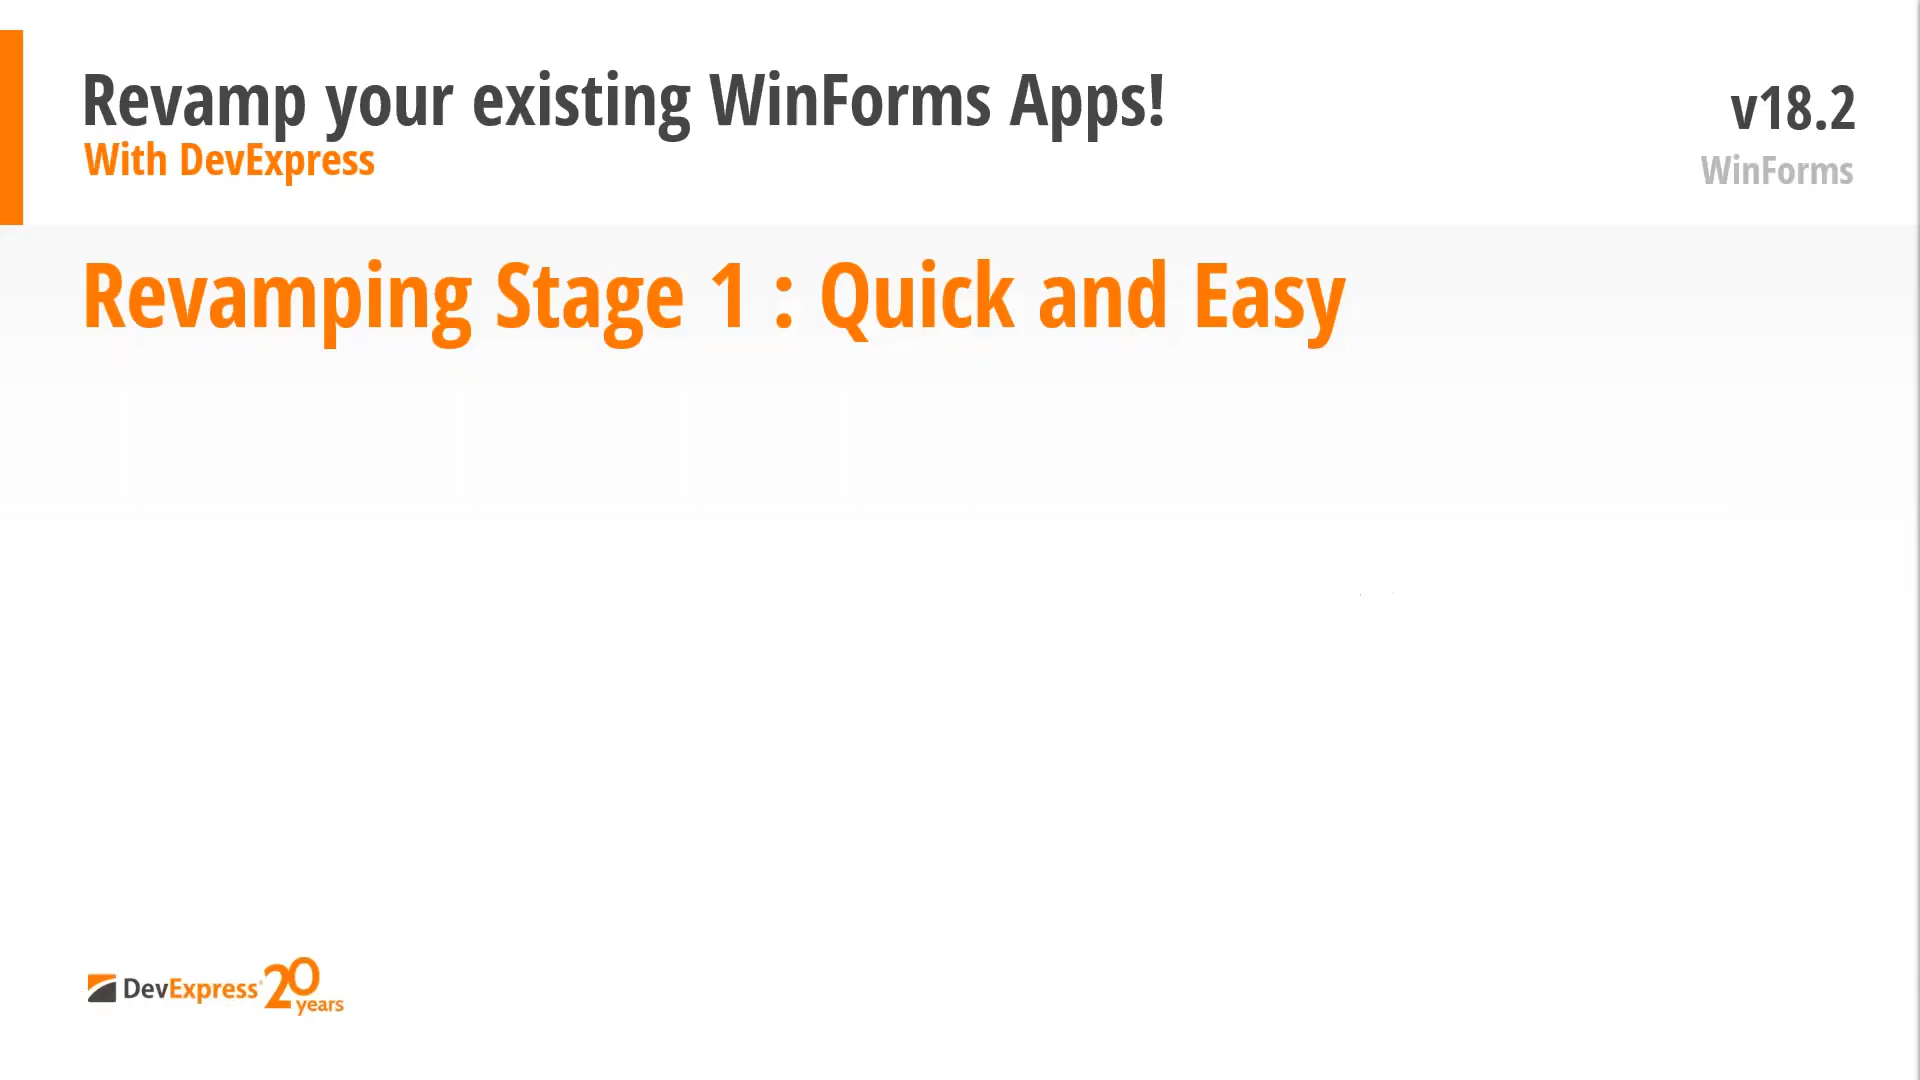 Revamp your existing WinForms Apps!
With DevExpress
v18.2
WinForms
Revamping Stage 1 : Quick and Easy
DevExpress 20 years